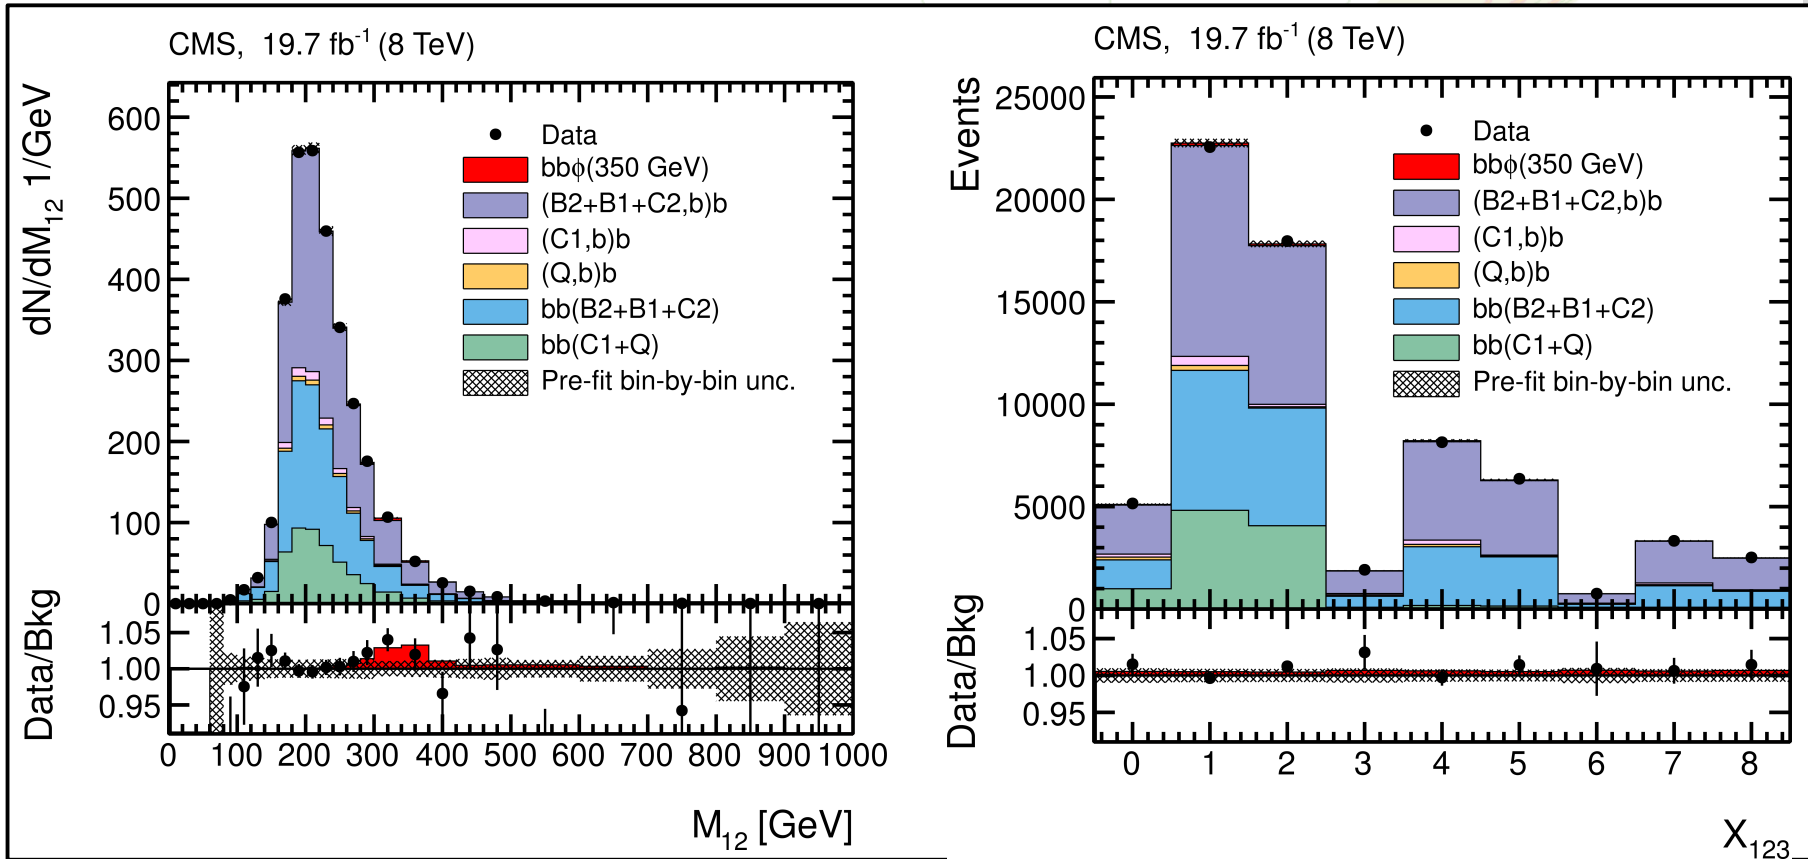 CMS, 19.7 fb-1 (8 TeV)
dN/dM12 1/GeV
600
500
400
300
200
100
0
Data
bbϕ(350 GeV)
(B2+B1+C2,b)b
(C1,b)b
(Q,b)b
bb(B2+B1+C2)
bb(C1+Q)
Pre-fit bin-by-bin unc.
Data/Bkg
1.05
1.00
0.95
0 100 200 300 400 500 600 700 800 900 1000
M12 [GeV]
CMS, 19.7 fb-1 (8 TeV)
Events
25000
20000
15000
10000
5000
0
Data
bbϕ(350 GeV)
(B2+B1+C2,b)b
(C1,b)b
(Q,b)b
bb(B2+B1+C2)
bb(C1+Q)
Pre-fit bin-by-bin unc.
Data/Bkg
1.05
1.00
0.95
0 1 2 3 4 5 6 7 8
X123